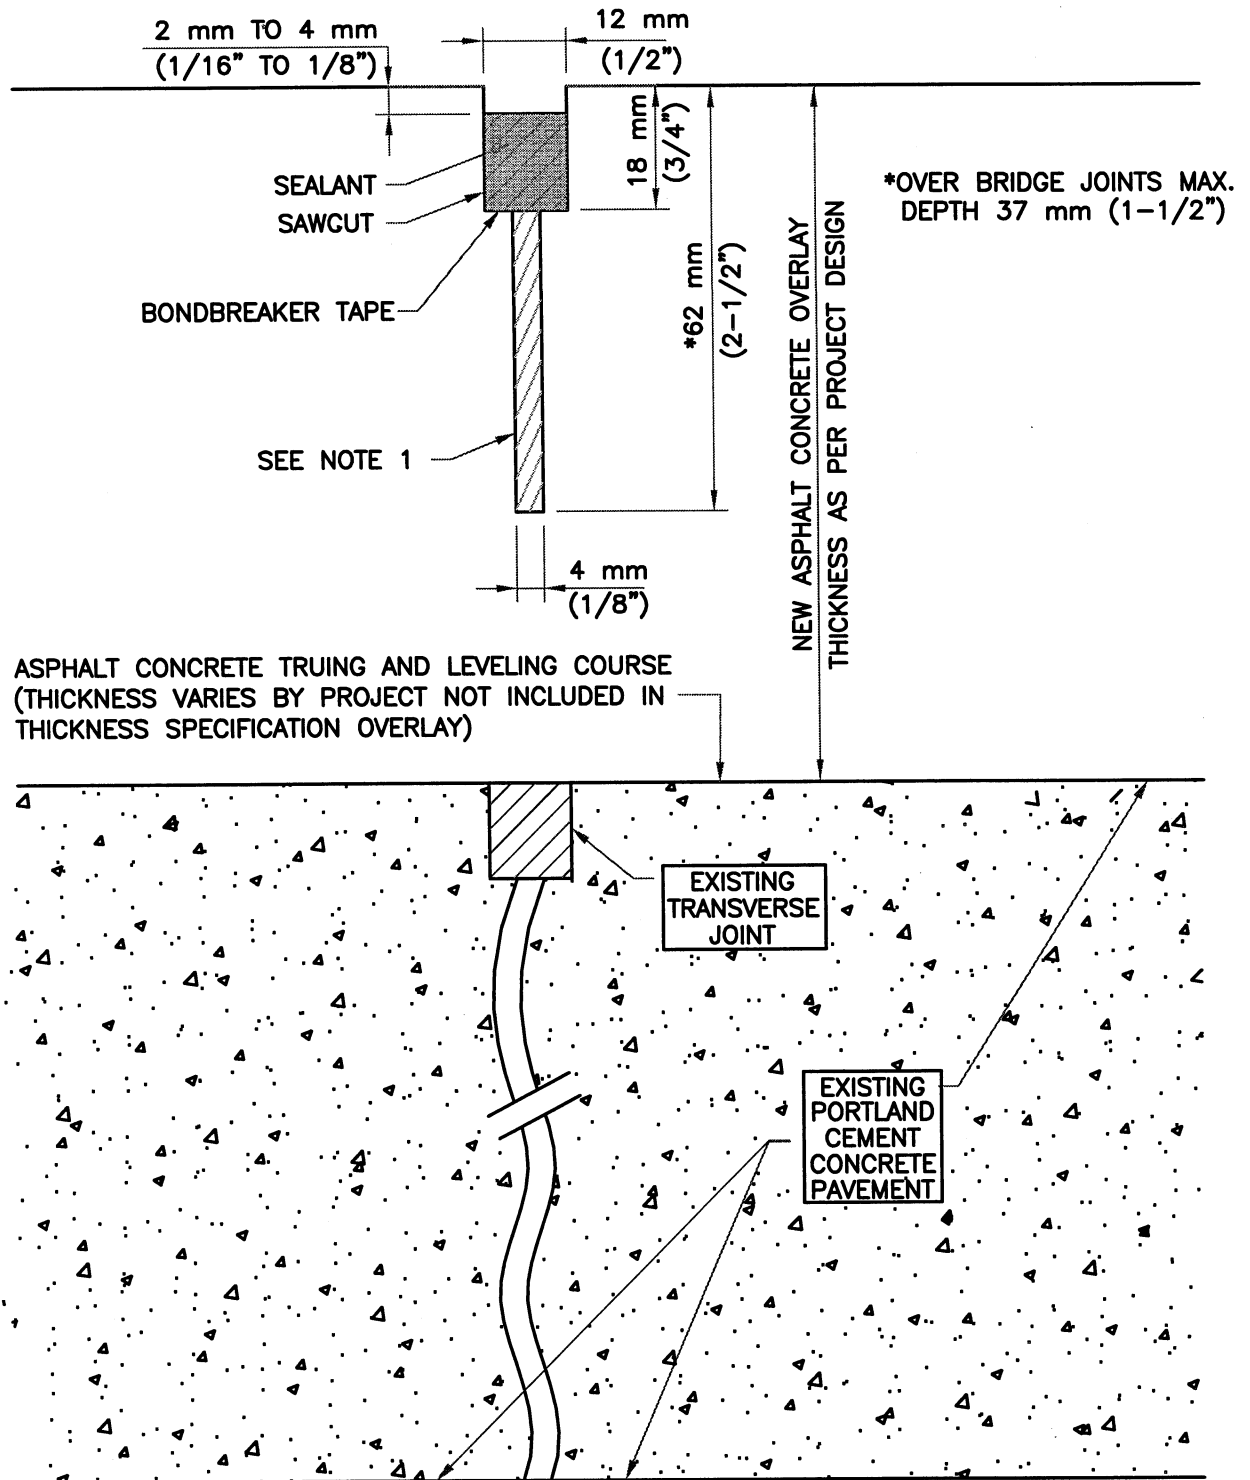 2 mm TO 4 mm
(1/16" TO 1/8")
12 mm
(1/2")
18 mm
(3/4")
*62 mm
(2-1/2")
*OVER BRIDGE JOINTS MAX.
DEPTH 37 mm (1-1/2")
SEALANT
SAWCUT
BONDBREAKER TAPE
SEE NOTE 1
4 mm
(1/8")
NEW ASPHALT CONCRETE OVERLAY
THICKNESS AS PER PROJECT DESIGN
ASPHALT CONCRETE TRUING AND LEVELING COURSE
(THICKNESS VARIES BY PROJECT NOT INCLUDED IN
THICKNESS SPECIFICATION OVERLAY)
EXISTING
TRANSVERSE
JOINT
EXISTING
PORTLAND
CEMENT
CONCRETE
PAVEMENT